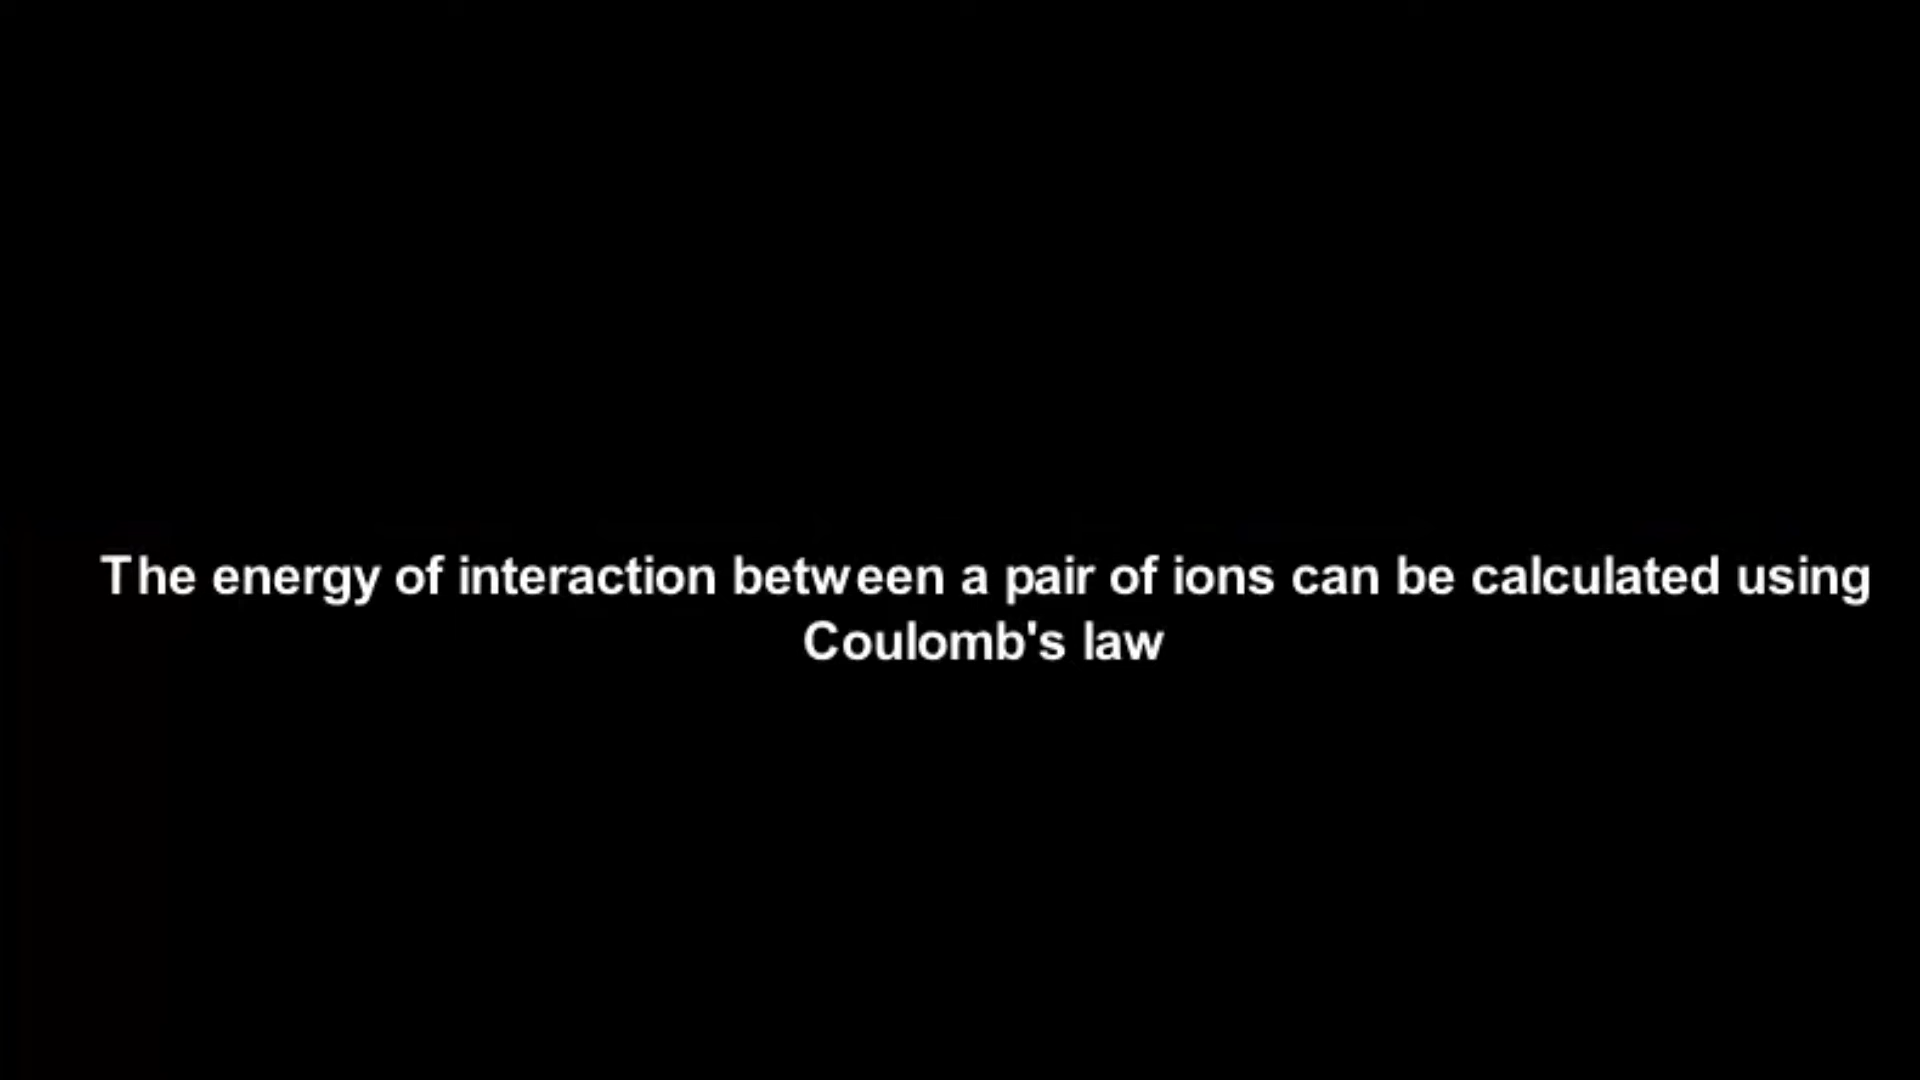 The energy of interaction between a pair of ions can be calculated using
Coulomb's law